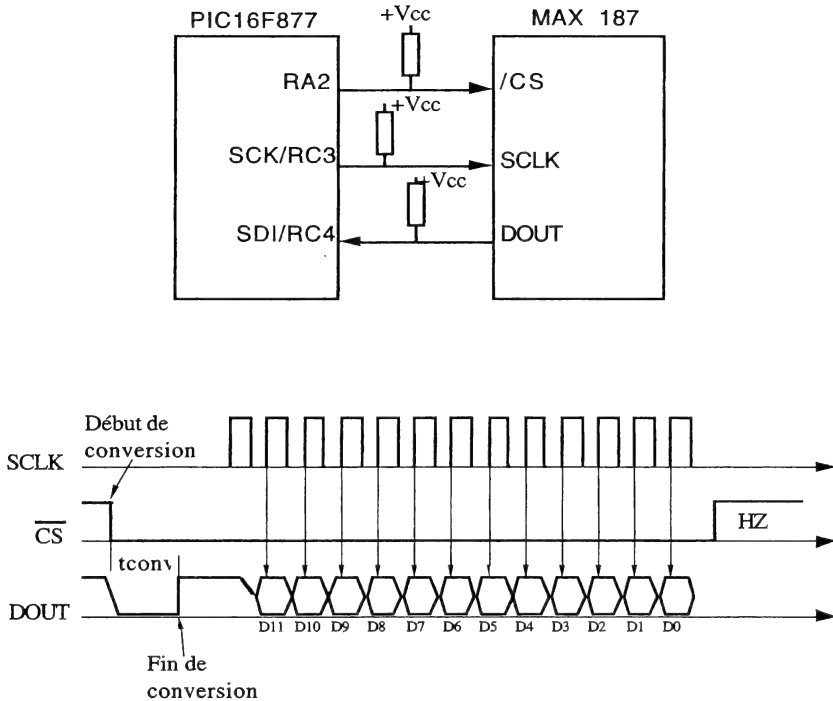 PIC16F877
MAX 187
+Vcc
RA2
/CS
+Vcc
SCK/RC3
SCLK
+Vcc
SDI/RC4
DOUT
Début de
conversion
SCLK
CS
HZ
tconv
DOUT
D11 D10 D9 D8 D7 D6 D5 D4 D3 D2 D1 D0
Fin de
conversion